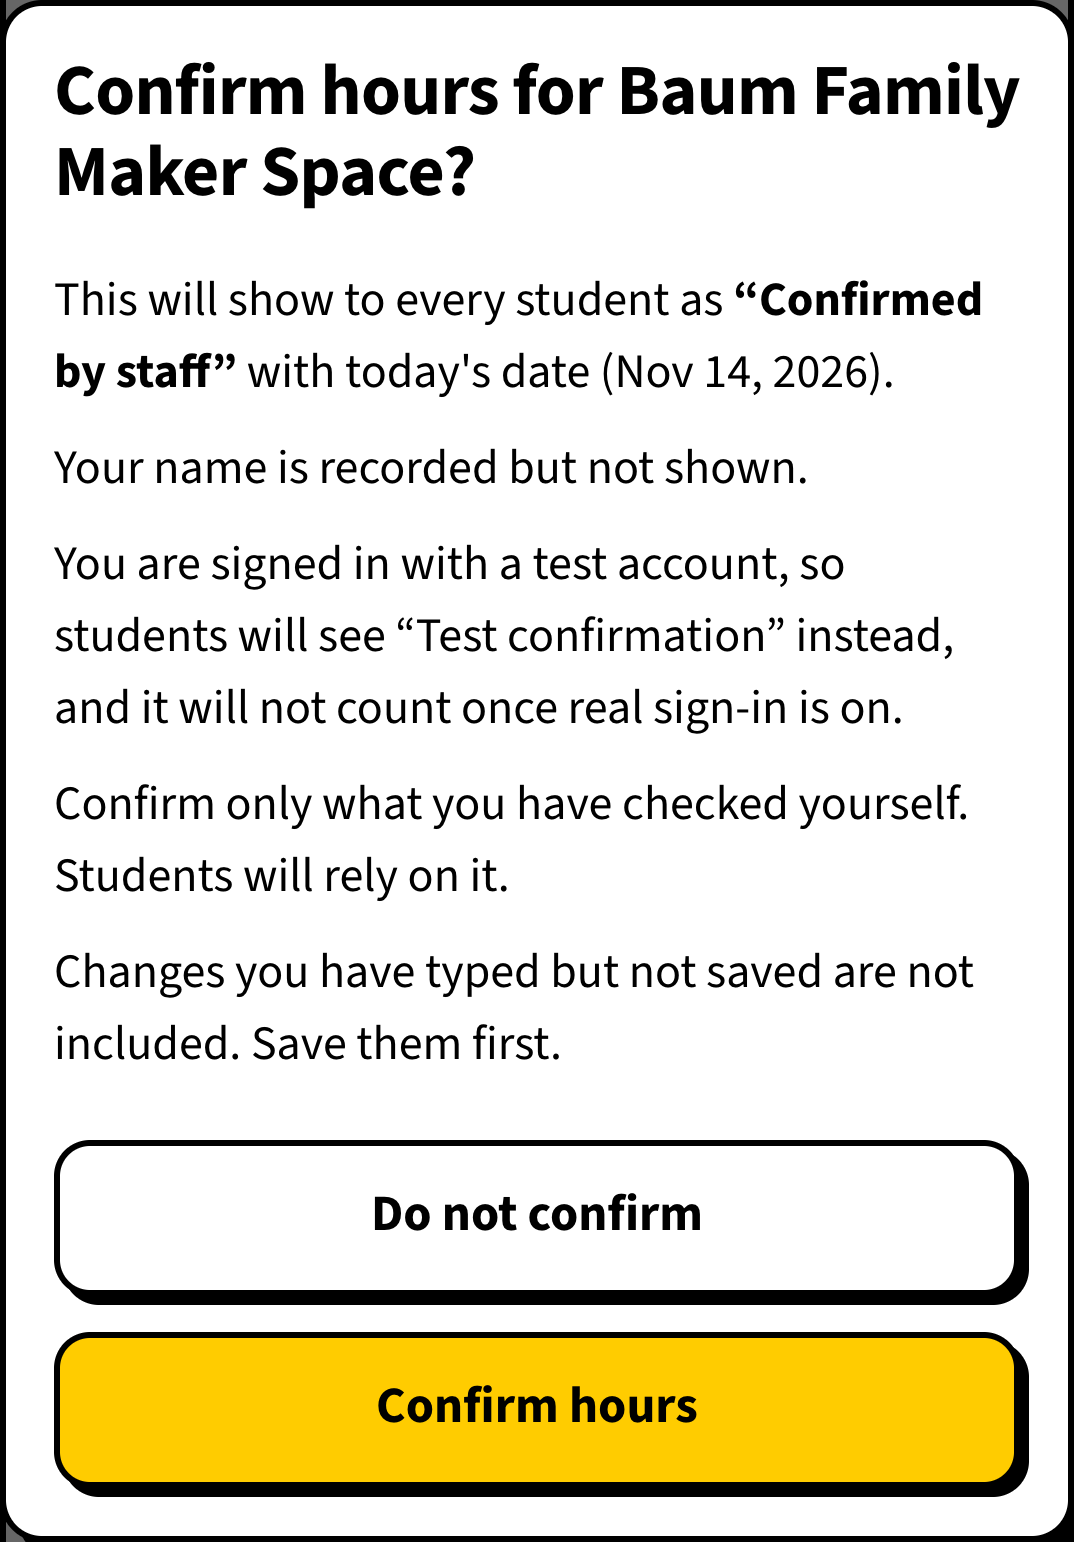 Confirm hours for Baum Family
Maker Space?
This will show to every student as “Confirmed
by staff” with today's date (Nov 14, 2026).
Your name is recorded but not shown.
You are signed in with a test account, so
students will see “Test confirmation” instead,
and it will not count once real sign-in is on.
Confirm only what you have checked yourself.
Students will rely on it.
Changes you have typed but not saved are not
included. Save them first.
Do not confirm
Confirm hours